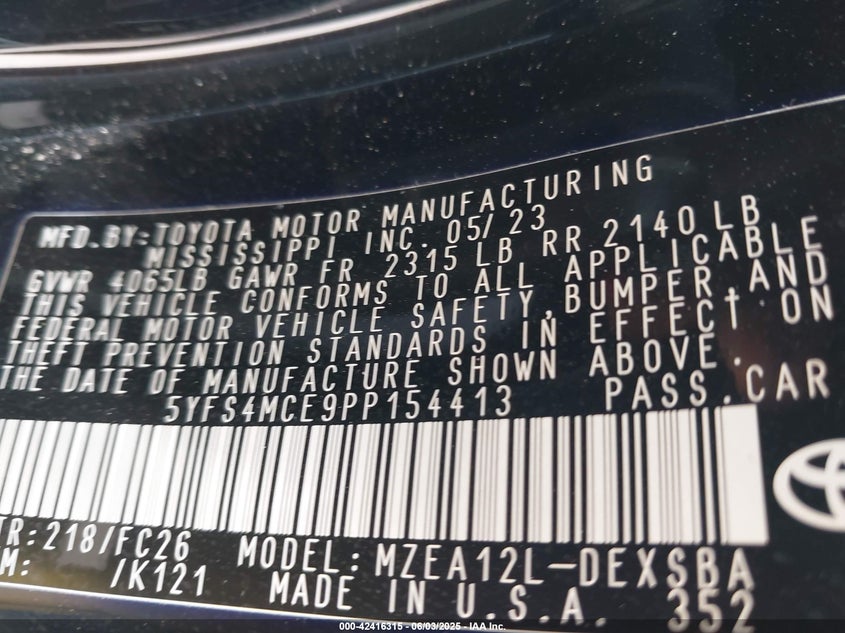 MFD.BY:TOYOTA MOTOR MANUFACTURING
MISSISSIPPI INC. 05/23
GVWR 4065LB GAWR FR 2315 LB RR 2140LB
THIS VEHICLE CONFORMS TO ALL APPLICABLE
FEDERAL MOTOR VEHICLE SAFETY,BUMPER,AND
THEFT PREVENTION STANDARDS IN EFFECT ON
THE DATE OF MANUFACTURE SHOWN ABOVE.
5YFS4MCE9PP154413 PASS.CAR
TR:218/FC26 MODEL:MZEA12L-DEXSBA
M: /K121 MADE IN U.S.A. 352
000-42416315 - 06/03/2025 - IAA Inc.